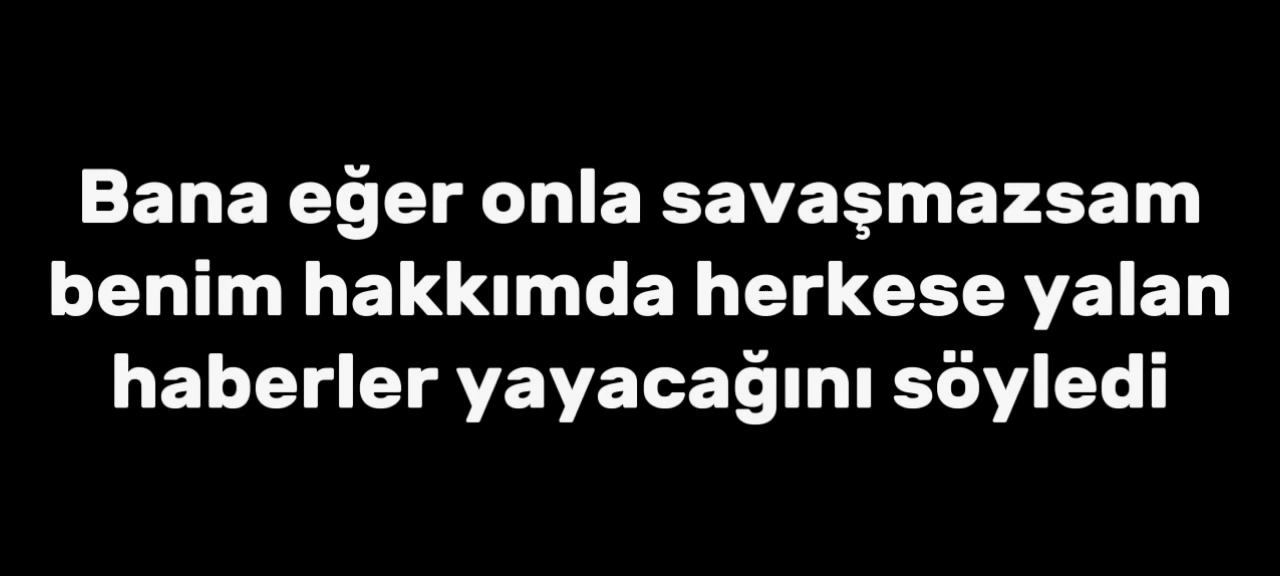 Bana eğer onla savaşmazsam
benim hakkımda herkese yalan
haberler yayacağını söyledi